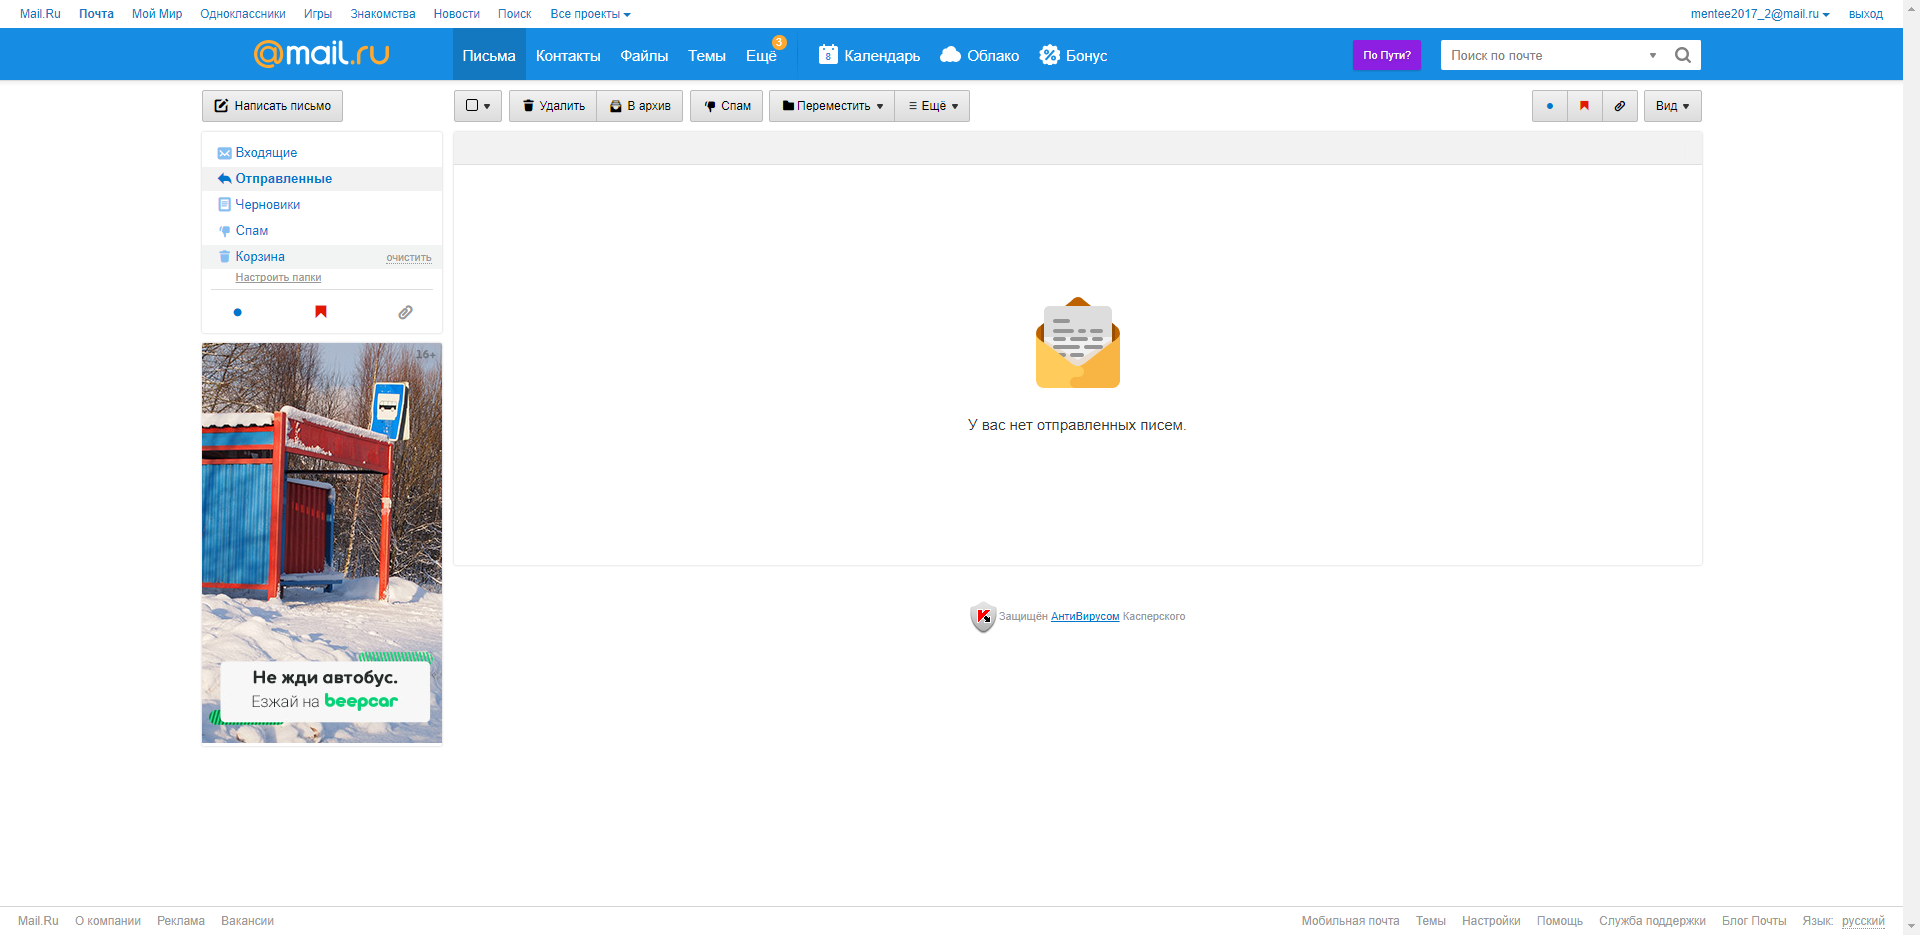 Mail.Ru Почта Мой Мир Одноклассники Игры Знакомства Новости Поиск Все проекты mentee2017_2@mail.ru выход
@mail.ru Письма Контакты Файлы Темы Ещё 3 8 Календарь Облако Бонус По Пути? Поиск по почте
Написать письмо Удалить В архив Спам Переместить Ещё Вид
Входящие
Отправленные
Черновики
Спам
Корзина очистить
Настроить папки
16+
У вас нет отправленных писем.
Защищён АнтиВирусом Касперского
Не жди автобус.
Езжай на beepcar
Mail.Ru О компании Реклама Вакансии Мобильная почта Темы Настройки Помощь Служба поддержки Блог Почты Язык: русский